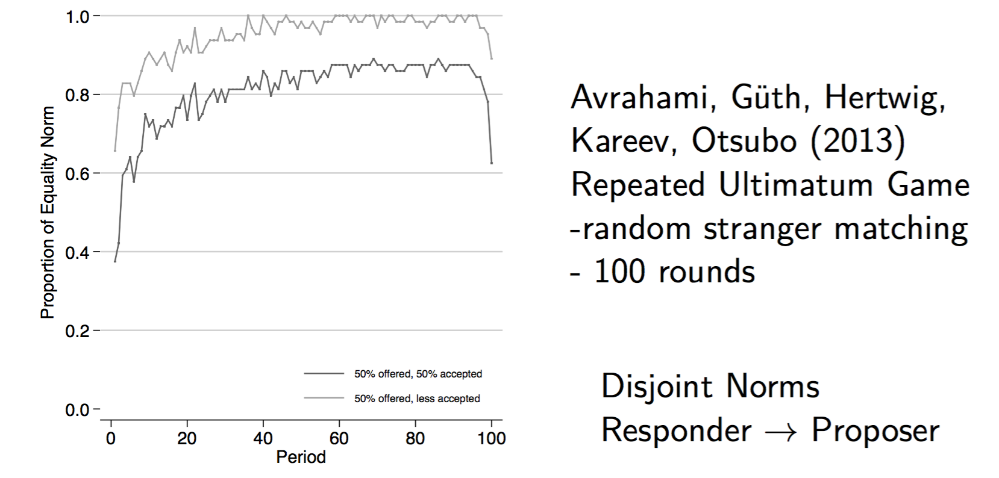 1.0
0.8
0.6
0.4
0.2
0.0
Proportion of Equality Norm
50% offered, 50% accepted
50% offered, less accepted
0 20 40 60 80 100
Period
Avrahami, Güth, Hertwig,
Kareev, Otsubo (2013)
Repeated Ultimatum Game
-random stranger matching
- 100 rounds
Disjoint Norms
Responder → Proposer